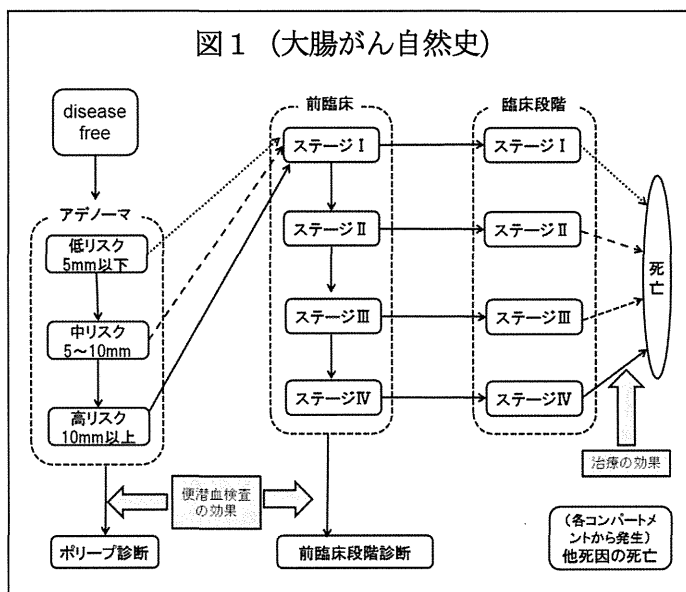 図１（大腸がん自然史）
disease
free
アデノーマ
低リスク
5mm以下
中リスク
5～10mm
高リスク
10mm以上
ポリープ診断
前臨床
ステージⅠ
ステージⅡ
ステージⅢ
ステージⅣ
便潜血検査
の効果
前臨床段階診断
臨床段階
ステージⅠ
ステージⅡ
ステージⅢ
ステージⅣ
死亡
治療の効果
（各コンパートメ
ントから発生）
他死因の死亡